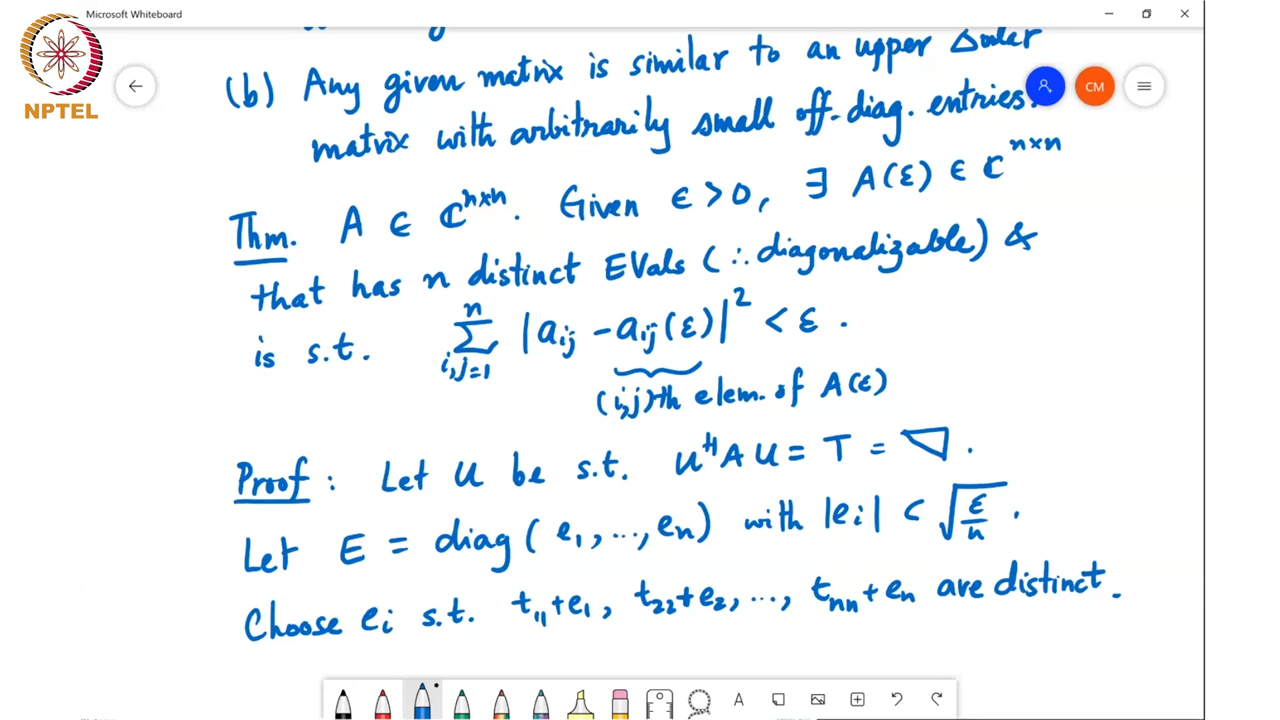 Microsoft Whiteboard
NPTEL
CM
(b) Any given matrix is similar to an upper Δular
matrix with arbitrarily small off-diag. entries.
Thm. A ∈ ℂ^{n×n}. Given ε > 0, ∃ A(ε) ∈ ℂ^{n×n}
that has n distinct EVals (∴ diagonalizable) &
is s.t. ∑_{i,j=1}^{n} |a_{ij} - a_{ij}(ε)|^2 < ε.
(i,j)-th elem. of A(ε)
Proof: Let U be s.t. U^H A U = T = ▽.
Let E = diag(e_1, ..., e_n) with |e_i| < √(ε/n).
Choose e_i s.t. t_{11}+e_1, t_{22}+e_2, ..., t_{nn}+e_n are distinct.